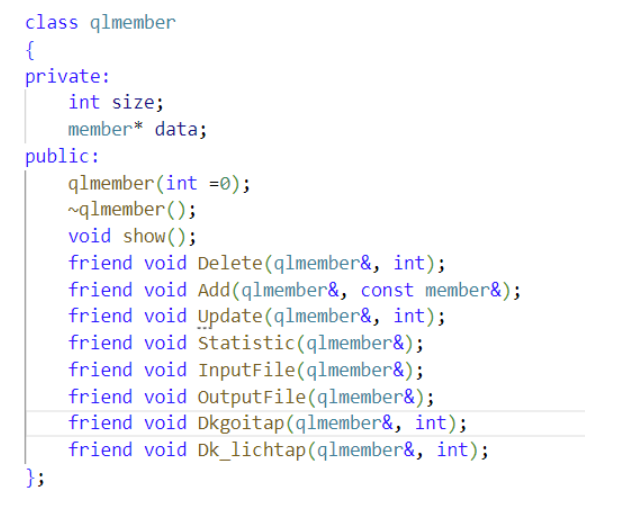 class qlmember
{
private:
    int size;
    member* data;
public:
    qlmember(int =0);
    ~qlmember();
    void show();
    friend void Delete(qlmember&, int);
    friend void Add(qlmember&, const member&);
    friend void Update(qlmember&, int);
    friend void Statistic(qlmember&);
    friend void InputFile(qlmember&);
    friend void OutputFile(qlmember&);
    friend void Dkgoitap(qlmember&, int);
    friend void Dk_lichtap(qlmember&, int);
};